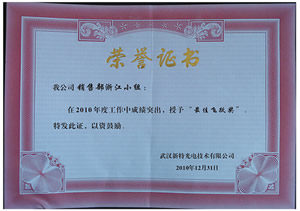 荣誉证书
我公司销售部浙江小组：
在2010年度工作中成绩突出，授予“最佳飞跃奖”
特发此证，以资鼓励。
武汉新特光电技术有限公司
2010年12月31日